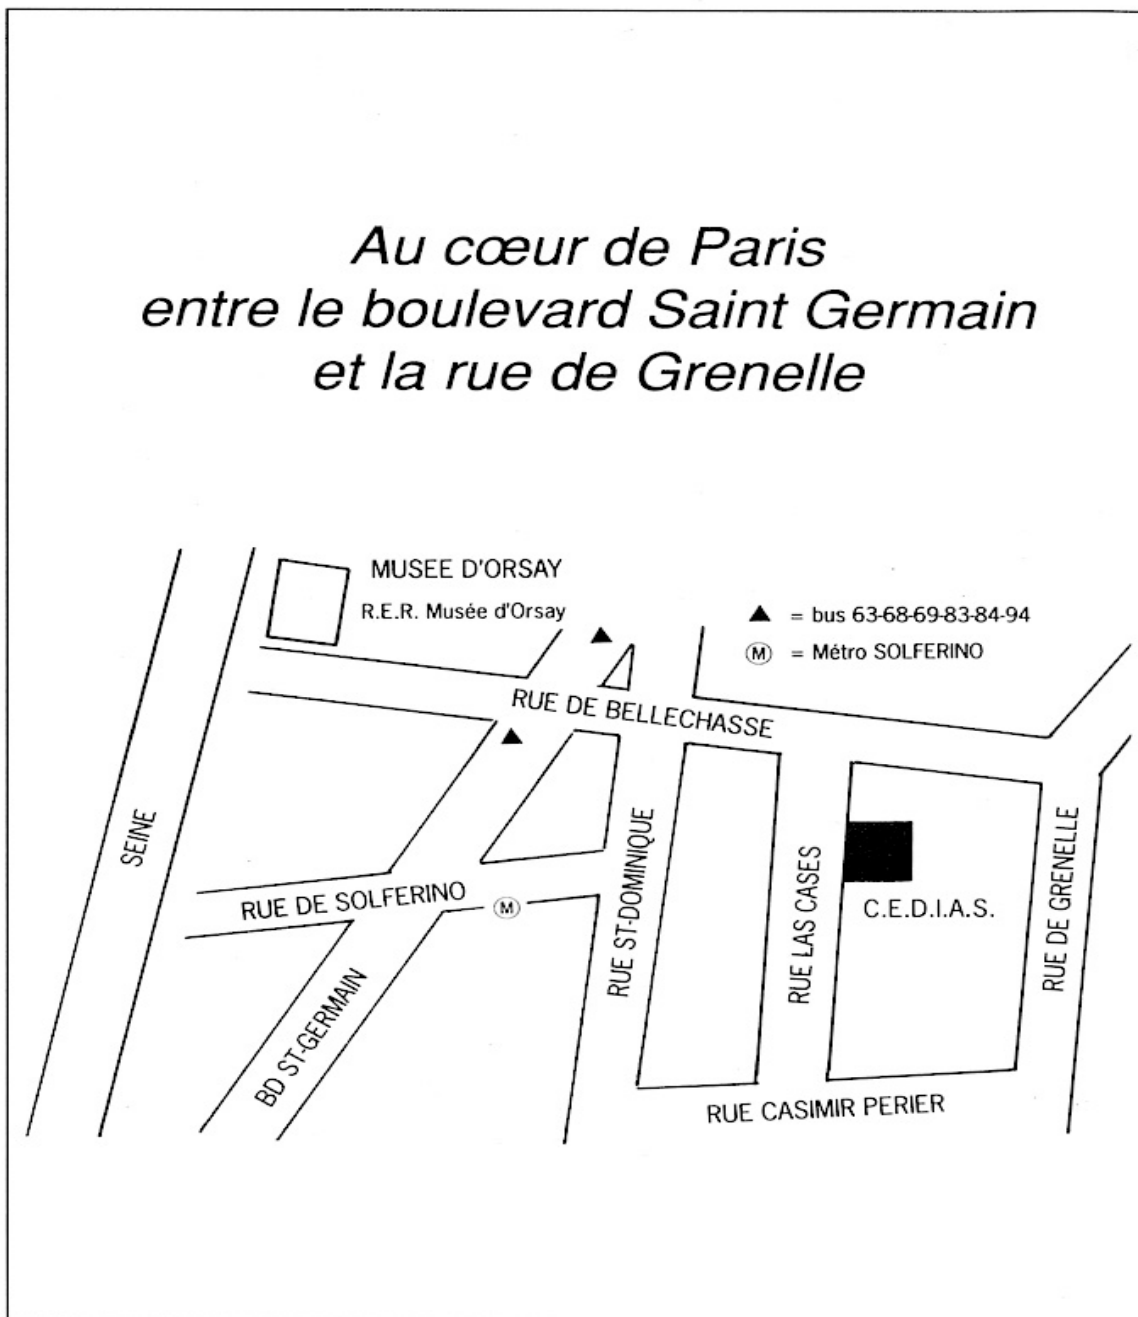 Au cœur de Paris
entre le boulevard Saint Germain
et la rue de Grenelle
MUSEE D'ORSAY
R.E.R. Musée d'Orsay
▲ = bus 63-68-69-83-84-94
Ⓜ = Métro SOLFERINO
RUE DE BELLECHASSE
SEINE
RUE DE SOLFERINO
M
BD ST-GERMAIN
RUE ST-DOMINIQUE
RUE LAS CASES
C.E.D.I.A.S.
RUE DE GRENELLE
RUE CASIMIR PERIER